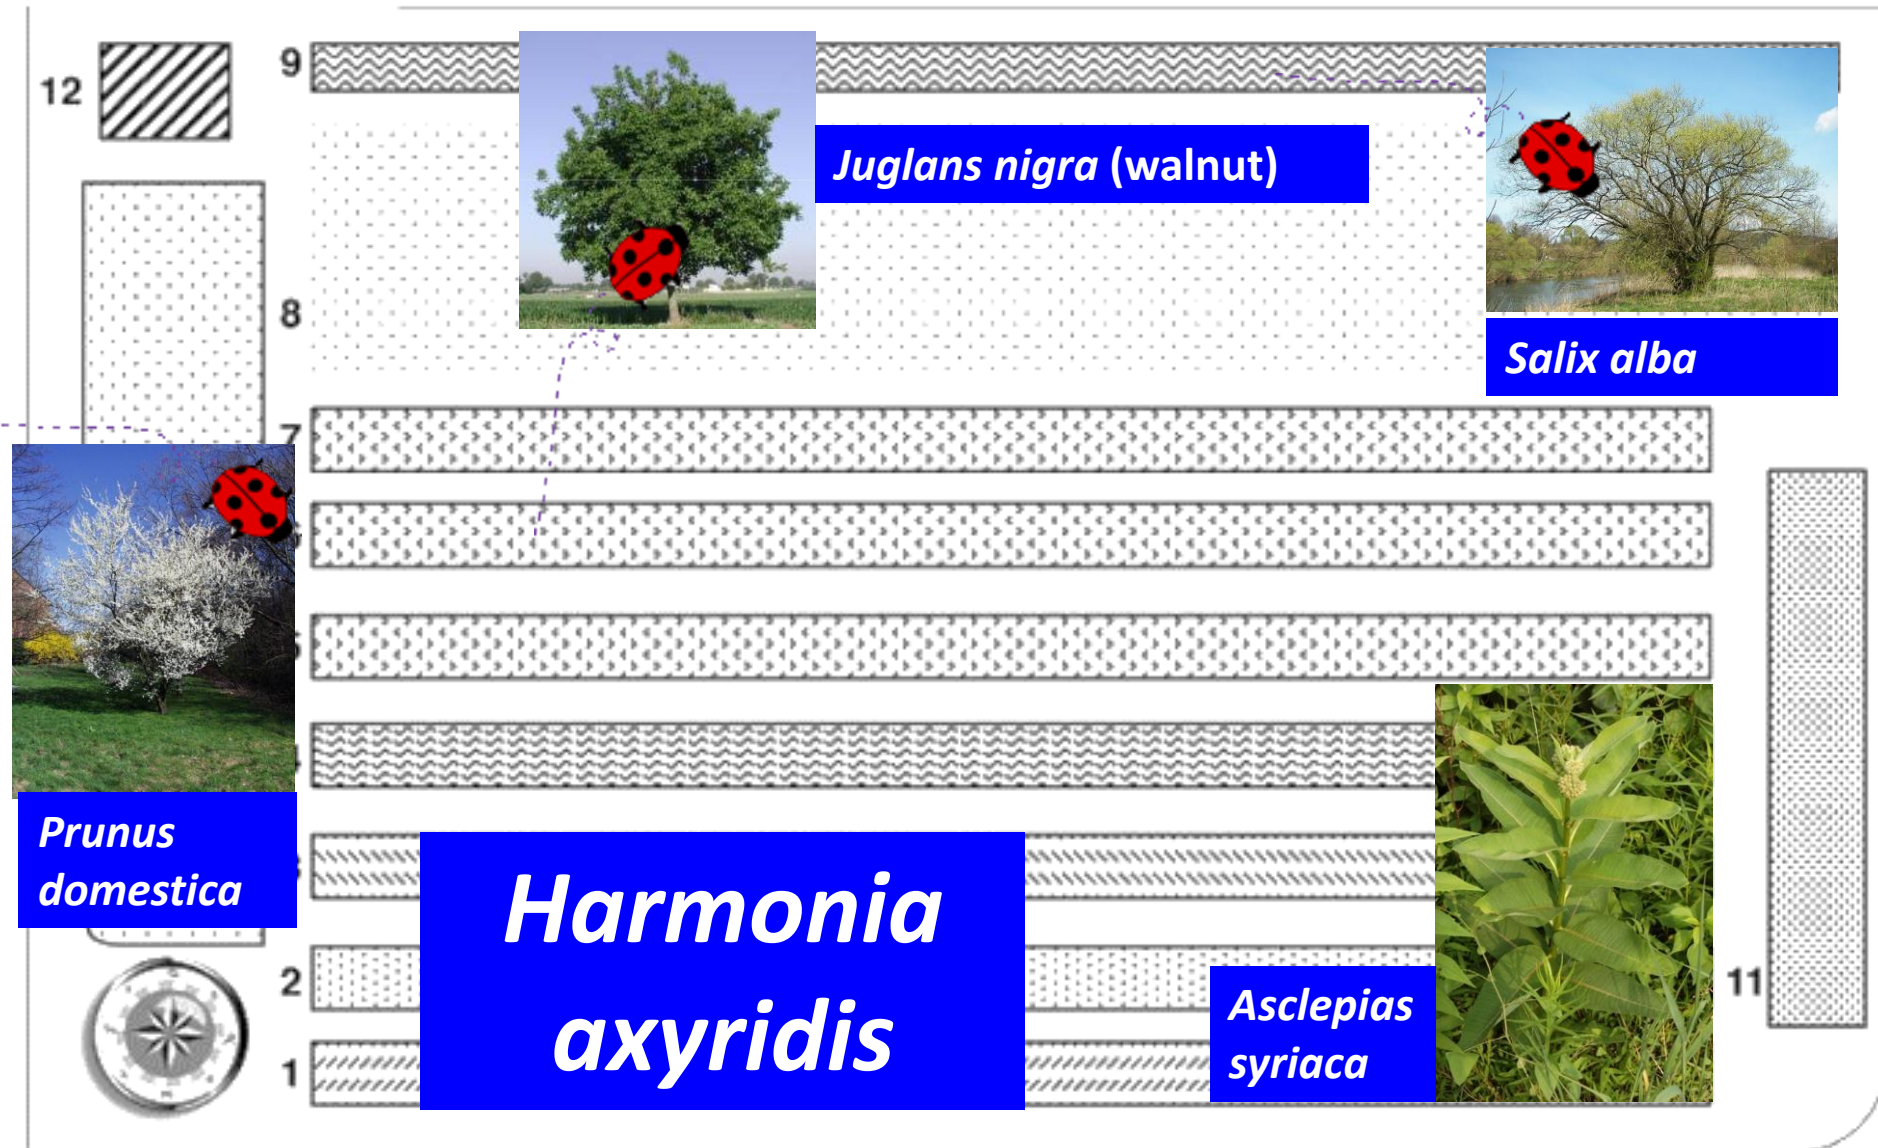 12
9
Juglans nigra (walnut)
8
Salix alba
7
Prunus
domestica
Harmonia
axyridis
2
Asclepias
syriaca
11
1